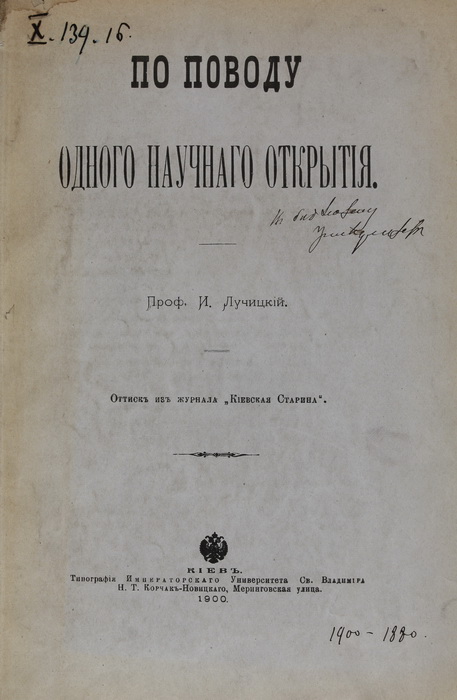 X.134.16.
ПО ПОВОДУ
ОДНОГО НАУЧНАГО ОТКРЫТІЯ.
Проф. И. Лучицкій.
Оттискъ изъ журнала „Кіевская Старина“.
КІЕВЪ.
Типографія Императорскаго Университета Св. Владиміра
Н. Т. Корчакъ-Новицкаго, Меринговская улица.
1900.
1900-1880.